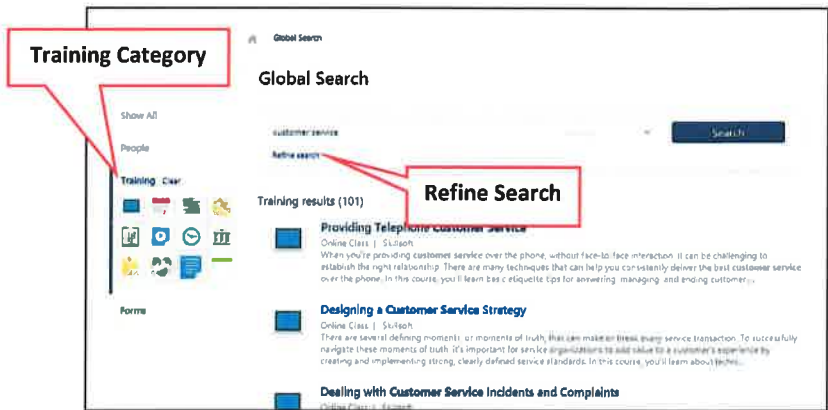 Global Search
Training Category
Global Search
Show All
customer service
Search
People
Refine search
Training Clear
Refine Search
Training results (101)
Providing Telephone Customer Service
Online Class | Skillsoft
When you're providing customer service over the phone, without face-to-face interaction, it can be challenging to
establish the right relationship. There are many techniques that can help you consistently deliver the best customer service
over the phone. In this course, you'll learn basic etiquette tips for answering, managing, and ending customer...
Forms
Designing a Customer Service Strategy
Online Class | Skillsoft
There are several defining moments, or moments of truth, that can make or break every service transaction. To successfully
navigate these moments of truth, it's important for service organizations to add value to a customer's experience by
creating and implementing strong, clearly defined service standards. In this course, you'll learn about
Dealing with Customer Service Incidents and Complaints
Online Class | Skillsoft